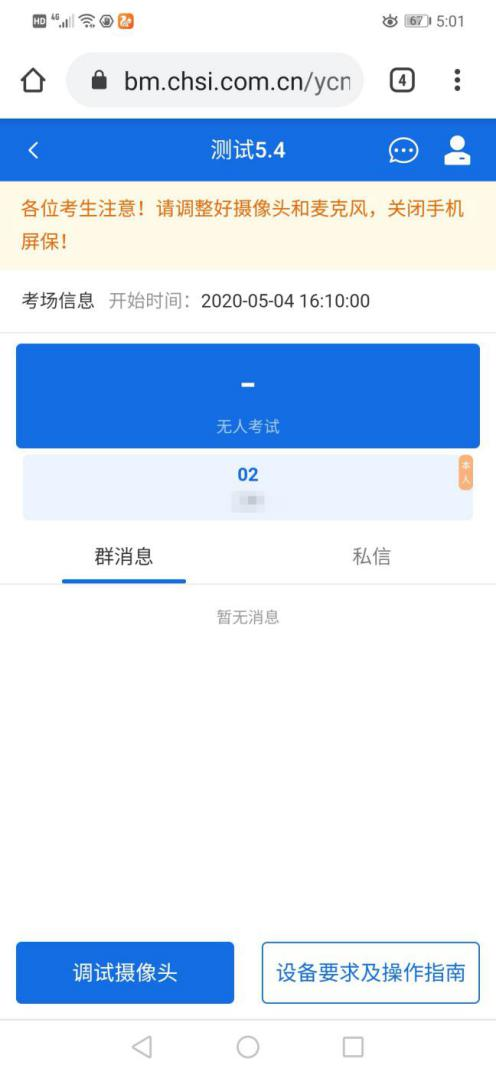 HD 4G 67 5:01
bm.chsi.com.cn/ycn 4
测试5.4
各位考生注意！请调整好摄像头和麦克风，关闭手机
屏保！
考场信息 开始时间：2020-05-04 16:10:00
-
无人考试
02
本人
群消息 私信
暂无消息
调试摄像头 设备要求及操作指南